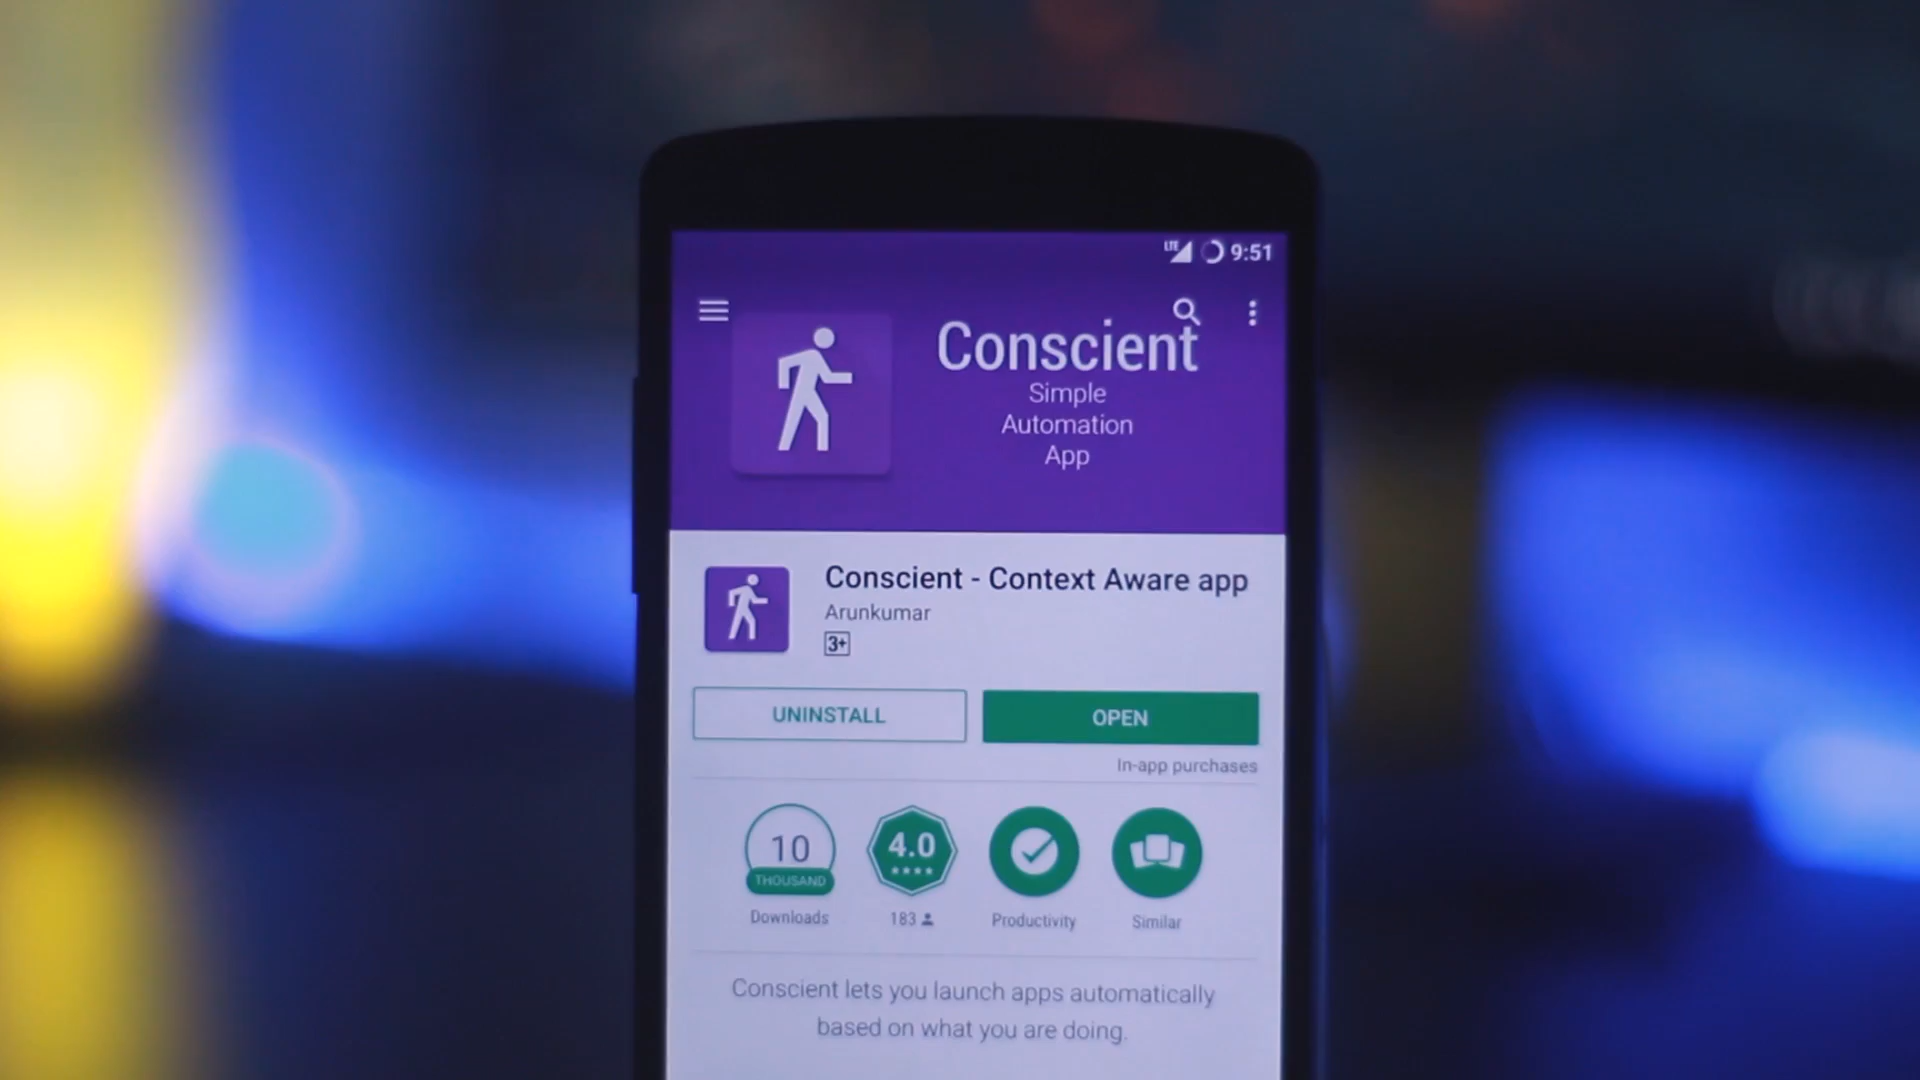 LTE 9:51
Conscient
Simple
Automation
App
Conscient - Context Aware app
Arunkumar
3+
UNINSTALL
OPEN
In-app purchases
10
THOUSAND
4.0
Downloads
183
Productivity
Similar
Conscient lets you launch apps automatically
based on what you are doing.